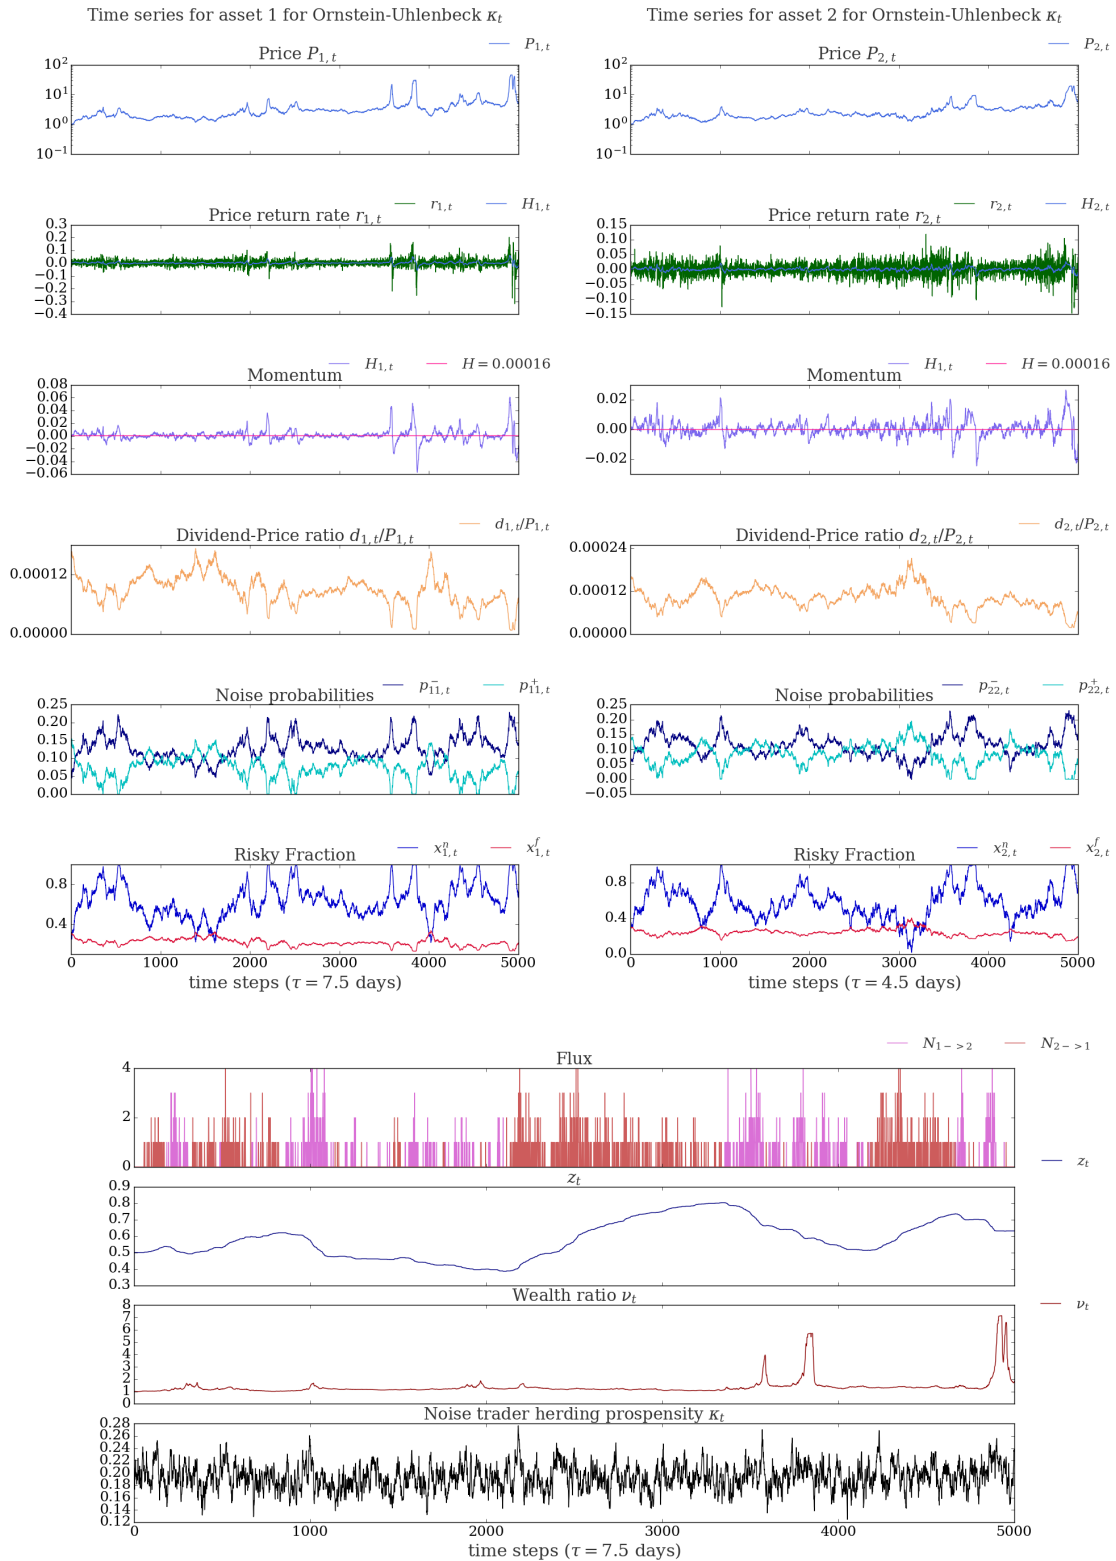 Time series for asset 1 for Ornstein-Uhlenbeck κt
Time series for asset 2 for Ornstein-Uhlenbeck κt
Price P1, t
P1, t
10²
10¹
10⁰
10⁻¹
Price P2, t
P2, t
10²
10¹
10⁰
10⁻¹
Price return rate r1, t
r1, t H1, t
0.3
0.2
0.1
0.0
−0.1
−0.2
−0.3
−0.4
Price return rate r2, t
r2, t H2, t
0.15
0.10
0.05
0.00
−0.05
−0.10
−0.15
Momentum
H1, t H = 0.00016
0.08
0.06
0.04
0.02
0.00
−0.02
−0.04
−0.06
Momentum
H1, t H = 0.00016
0.02
0.00
−0.02
Dividend-Price ratio d1, t/P1, t
d1, t/P1, t
0.00012
0.00000
Dividend-Price ratio d2, t/P2, t
d2, t/P2, t
0.00024
0.00012
0.00000
Noise probabilities
p−11, t p+11, t
0.25
0.20
0.15
0.10
0.05
0.00
Noise probabilities
p−22, t p+22, t
0.25
0.20
0.15
0.10
0.05
0.00
−0.05
Risky Fraction
xn1, t xf1, t
0.8
0.4
0 1000 2000 3000 4000 5000
time steps (τ = 7.5 days)
Risky Fraction
xn2, t xf2, t
0.8
0.4
0.0
0 1000 2000 3000 4000 5000
time steps (τ = 4.5 days)
Flux
N1−>2 N2−>1
4
2
0
zt
zt
0.9
0.8
0.7
0.6
0.5
0.4
0.3
Wealth ratio νt
νt
8
7
6
5
4
3
2
1
0
Noise trader herding prospensity κt
0.28
0.26
0.24
0.22
0.20
0.18
0.16
0.14
0.12
0 1000 2000 3000 4000 5000
time steps (τ = 7.5 days)